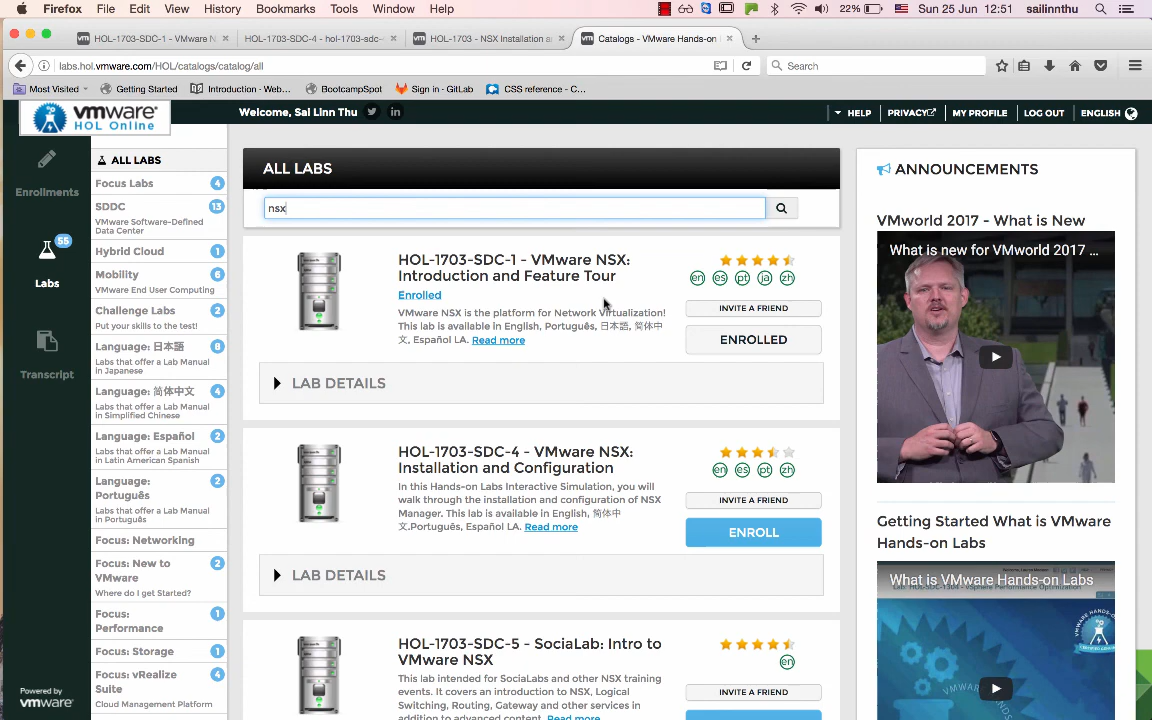 Firefox File Edit View History Bookmarks Tools Window Help 22% Sun 25 Jun 12:51 sailinnthu
HOL-1703-SDC-1 - VMware N
HOL-1703-SDC-4 - hol-1703-sdc-
HOL-1703 - NSX Installation a
Catalogs - VMware Hands-on
labs.hol.vmware.com/HOL/catalogs/catalog/all
Search
Most Visited Getting Started Introduction - Web... BootcampSpot Sign in · GitLab CSS reference - C...
vmware
HOL Online
Welcome, Sai Linn Thu
HELP PRIVACY MY PROFILE LOG OUT ENGLISH
Enrollments
55
Labs
Transcript
Powered by
vmware
ALL LABS
Focus Labs 4
SDDC 13
VMware Software-Defined
Data Center
Hybrid Cloud 1
Mobility 6
VMware End User Computing
Challenge Labs 2
Put your skills to the test!
Language: 日本語
Labs that offer a Lab Manual
in Japanese
Language: 简体中文 4
Labs that offer a Lab Manual
in Simplified Chinese
Language: Español 2
Labs that offer a Lab Manual
in Latin American Spanish
Language: 2
Português
Labs that offer a Lab Manual
in Português
Focus: Networking
Focus: New to 2
VMware
Where do I get Started?
Focus: 1
Performance
Focus: Storage 1
Focus: vRealize 4
Suite
Cloud Management Platform
ALL LABS
nsx
HOL-1703-SDC-1 - VMware NSX:
Introduction and Feature Tour
Enrolled
VMware NSX is the platform for Network Virtualization!
This lab is available in English, Português, 日本語, 简体中
文, Español LA. Read more
en es pt ja zh
INVITE A FRIEND
ENROLLED
LAB DETAILS
HOL-1703-SDC-4 - VMware NSX:
Installation and Configuration
In this Hands-on Labs Interactive Simulation, you will
walk through the installation and configuration of NSX
Manager. This lab is available in English, 简体中
文,Português, Español LA. Read more
en es pt zh
INVITE A FRIEND
ENROLL
LAB DETAILS
HOL-1703-SDC-5 - SociaLab: Intro to
VMware NSX
This lab intended for SociaLabs and other NSX training
events. It covers an introduction to NSX, Logical
Switching, Routing, Gateway and other services in
addition to advanced content. Read more
en
INVITE A FRIEND
ANNOUNCEMENTS
VMworld 2017 - What is New
What is new for VMworld 2017 ...
Getting Started What is VMware
Hands-on Labs
What is VMware Hands-on Labs